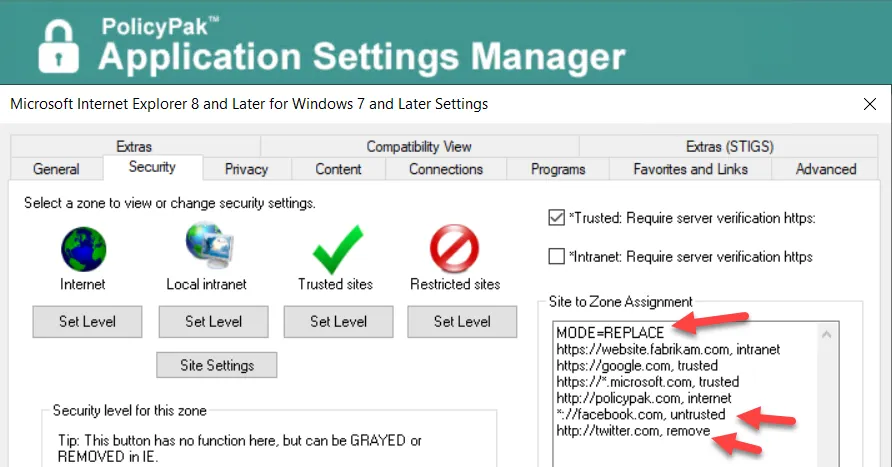 PolicyPak™
Application Settings Manager
Microsoft Internet Explorer 8 and Later for Windows 7 and Later Settings
Extras
Compatibility View
Extras (STIGS)
General
Security
Privacy
Content
Connections
Programs
Favorites and Links
Advanced
Select a zone to view or change security settings.
*Trusted: Require server verification https:
*Intranet: Require server verification https
Internet
Local intranet
Trusted sites
Restricted sites
Set Level
Set Level
Set Level
Set Level
Site Settings
Site to Zone Assignment
MODE=REPLACE
https://website.fabrikam.com, intranet
https://google.com, trusted
https://*.microsoft.com, trusted
http://policypak.com, internet
*://facebook.com, untrusted
http://twitter.com, remove
Security level for this zone
Tip: This button has no function here, but can be GRAYED or
REMOVED in IE.